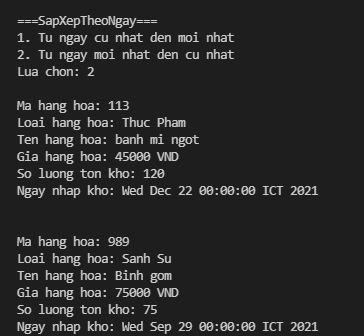 ===SapXepTheoNgay===
1. Tu ngay cu nhat den moi nhat
2. Tu ngay moi nhat den cu nhat
Lua chon: 2
Ma hang hoa: 113
Loai hang hoa: Thuc Pham
Ten hang hoa: banh mi ngot
Gia hang hoa: 45000 VND
So luong ton kho: 120
Ngay nhap kho: Wed Dec 22 00:00:00 ICT 2021
Ma hang hoa: 989
Loai hang hoa: Sanh Su
Ten hang hoa: Binh gom
Gia hang hoa: 75000 VND
So luong ton kho: 75
Ngay nhap kho: Wed Sep 29 00:00:00 ICT 2021